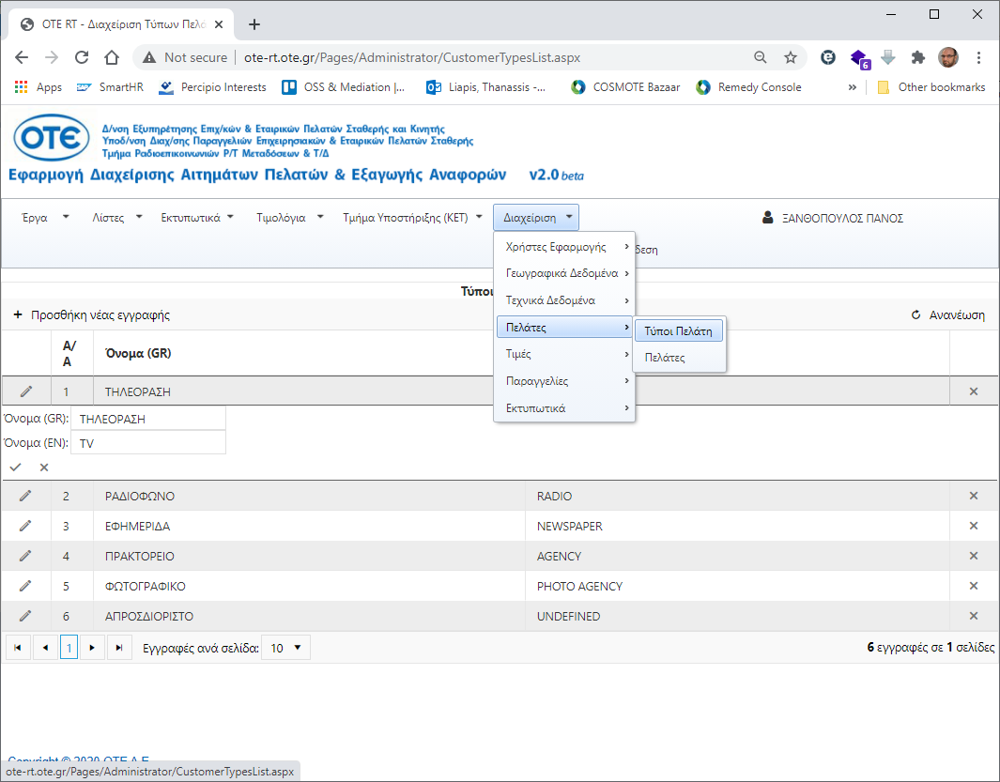 OTE RT - Διαχείριση Τύπων Πελά
Not secure | ote-rt.ote.gr/Pages/Administrator/CustomerTypesList.aspx
6
Apps SmartHR Percipio Interests OSS & Mediation |... Liapis, Thanassis -... COSMOTE Bazaar Remedy Console » Other bookmarks
OTE
Δ/νση Εξυπηρέτησης Επιχ/κών & Εταιρικών Πελατών Σταθερής και Κινητής
Υποδ/νση Διαχ/σης Παραγγελιών Επιχειρησιακών & Εταιρικών Πελατών Σταθερής
Τμήμα Ραδιοεπικοινωνιών Ρ/Τ Μεταδόσεων & Τ/Δ
Εφαρμογή Διαχείρισης Αιτημάτων Πελατών & Εξαγωγής Αναφορών v2.0 beta
Έργα Λίστες Εκτυπωτικά Τιμολόγια Τμήμα Υποστήριξης (ΚΕΤ) Διαχείριση ΞΑΝΘΟΠΟΥΛΟΣ ΠΑΝΟΣ
Χρήστες Εφαρμογής δεση
Γεωγραφικά Δεδομένα
Τύποι
Τεχνικά Δεδομένα
+ Προσθήκη νέας εγγραφής Ανανέωση
Πελάτες Τύποι Πελάτη
Τιμές Πελάτες
Παραγγελίες
Εκτυπωτικά
Α/Α Όνομα (GR)
1 ΤΗΛΕΟΡΑΣΗ
Όνομα (GR): ΤΗΛΕΟΡΑΣΗ
Όνομα (EN): TV
2 ΡΑΔΙΟΦΩΝΟ RADIO
3 ΕΦΗΜΕΡΙΔΑ NEWSPAPER
4 ΠΡΑΚΤΟΡΕΙΟ AGENCY
5 ΦΩΤΟΓΡΑΦΙΚΟ PHOTO AGENCY
6 ΑΠΡΟΣΔΙΟΡΙΣΤΟ UNDEFINED
1 Εγγραφές ανά σελίδα: 10 6 εγγραφές σε 1 σελίδες
Copyright © 2020 ΟΤΕ Α.Ε.
ote-rt.ote.gr/Pages/Administrator/CustomerTypesList.aspx